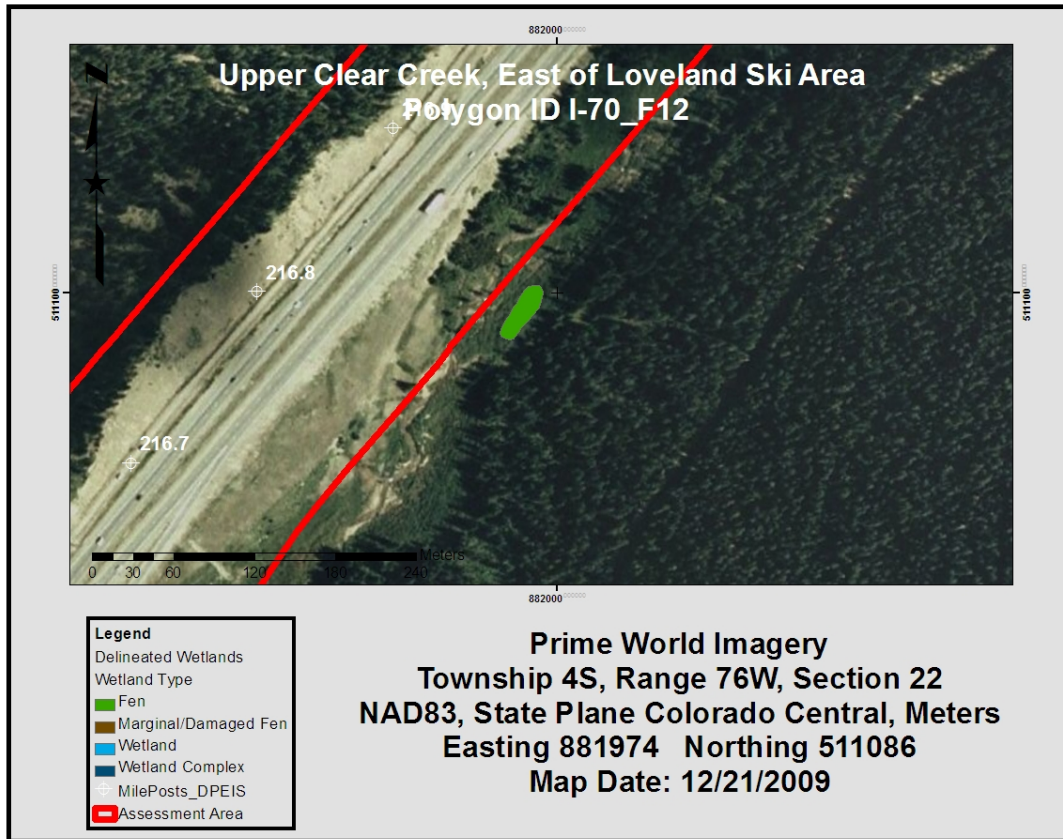 882000
Upper Clear Creek, East of Loveland Ski Area
Polygon ID I-70_F12
216.8
511100
511100
216.7
Meters
0 30 60 120 180 240
882000
Legend
Delineated Wetlands
Wetland Type
Fen
Marginal/Damaged Fen
Wetland
Wetland Complex
MilePosts_DPEIS
Assessment Area
Prime World Imagery
Township 4S, Range 76W, Section 22
NAD83, State Plane Colorado Central, Meters
Easting 881974 Northing 511086
Map Date: 12/21/2009